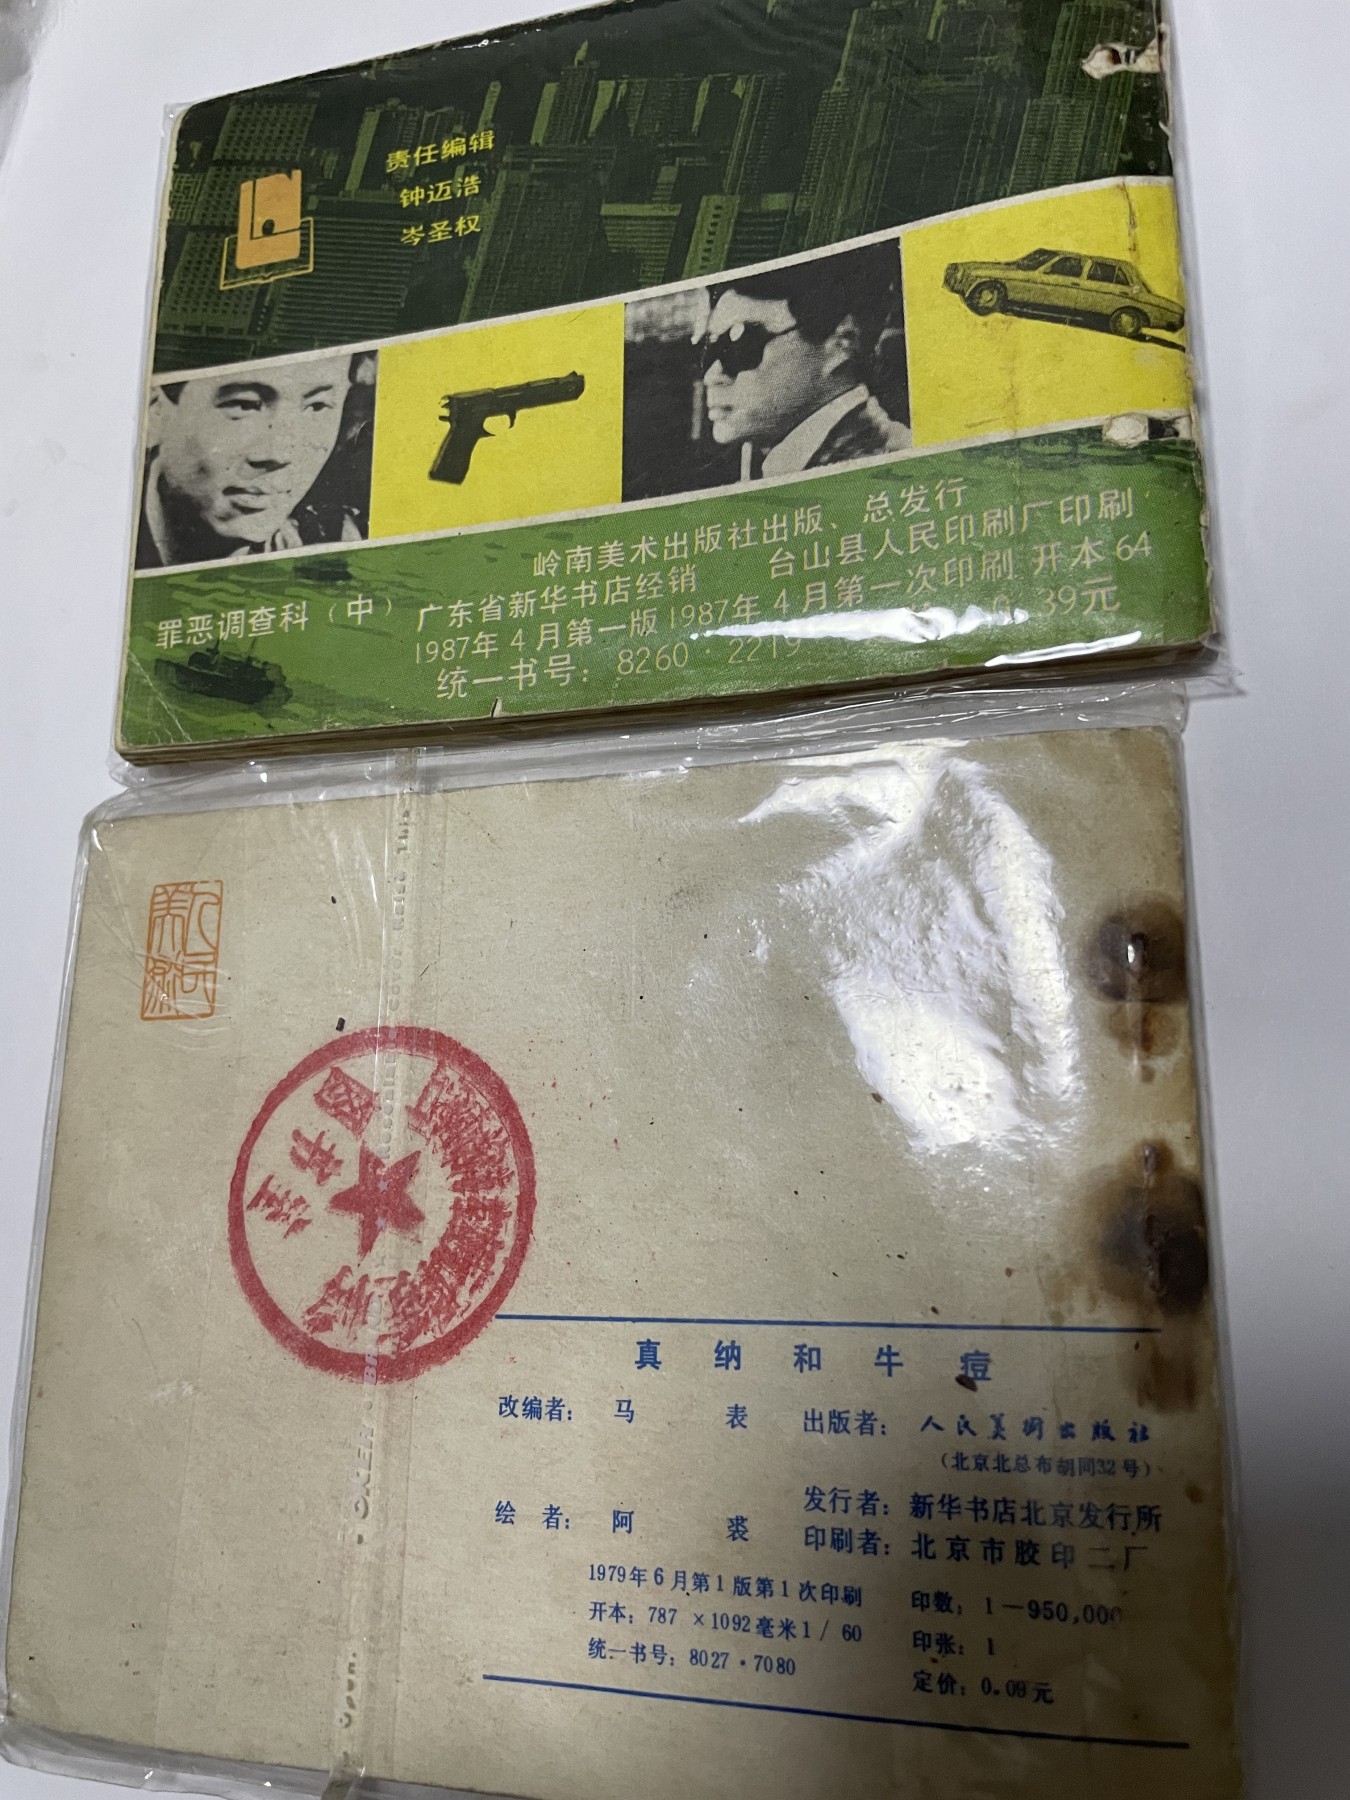 责任编辑
钟迈浩
岑圣权
岭南美术出版社出版、总发行
罪恶调查科（中） 广东省新华书店经销 台山县人民印刷厂印刷
1987年4月第一版 1987年4月第一次印刷 开本64
统一书号：8260·2219 0.39元
图书室
真纳和牛痘
改编者： 马 表 出版者： 人民美术出版社
（北京北总布胡同32号）
绘者： 阿 裘 发行者：新华书店北京发行所
印刷者：北京市胶印二厂
1979年6月第1版第1次印刷 印数：1—950,000
开本：787×1092毫米1/60 印张：1
统一书号：8027·7080 定价：0.09元